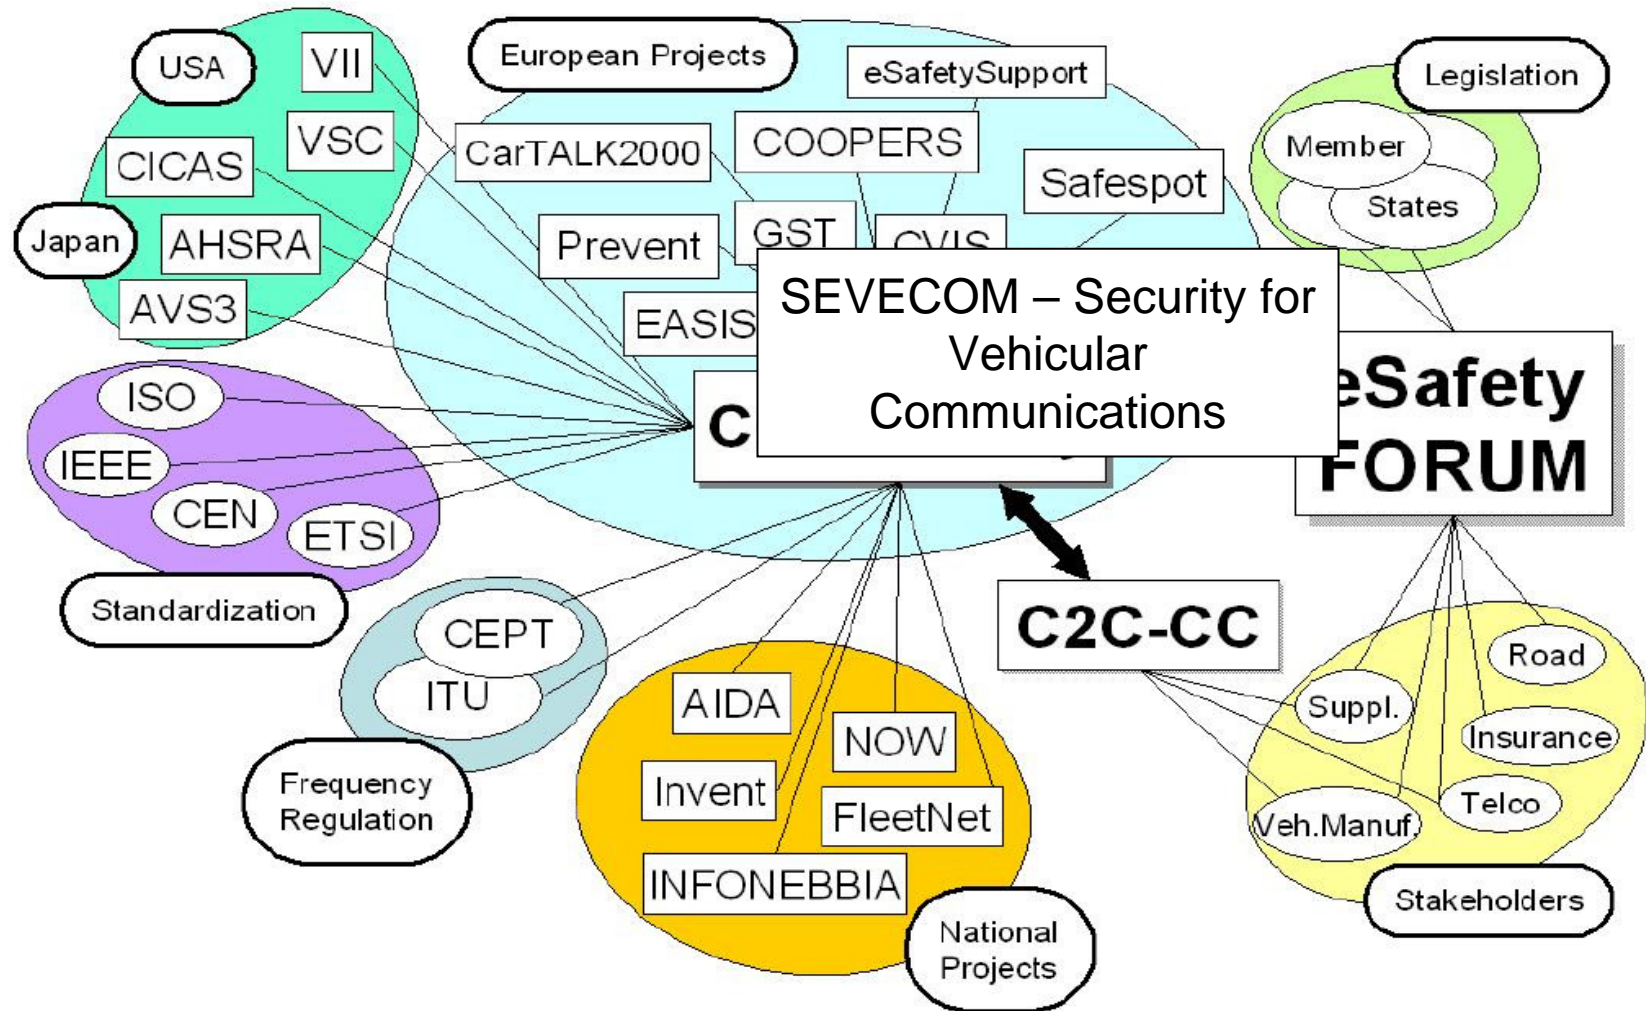 USA
VII
VSC
CICAS
Japan
AHSRA
AVS3
European Projects
eSafetySupport
CarTALK2000
COOPERS
Safespot
Prevent
GST
CVIS
EASIS
SEVECOM – Security for
Vehicular
Communications
Legislation
Member
States
eSafety
FORUM
ISO
IEEE
CEN
ETSI
Standardization
CEPT
ITU
Frequency
Regulation
C2C-CC
AIDA
NOW
Invent
FleetNet
INFONEBBIA
National
Projects
Road
Suppl.
Insurance
Telco
Veh.Manuf.
Stakeholders